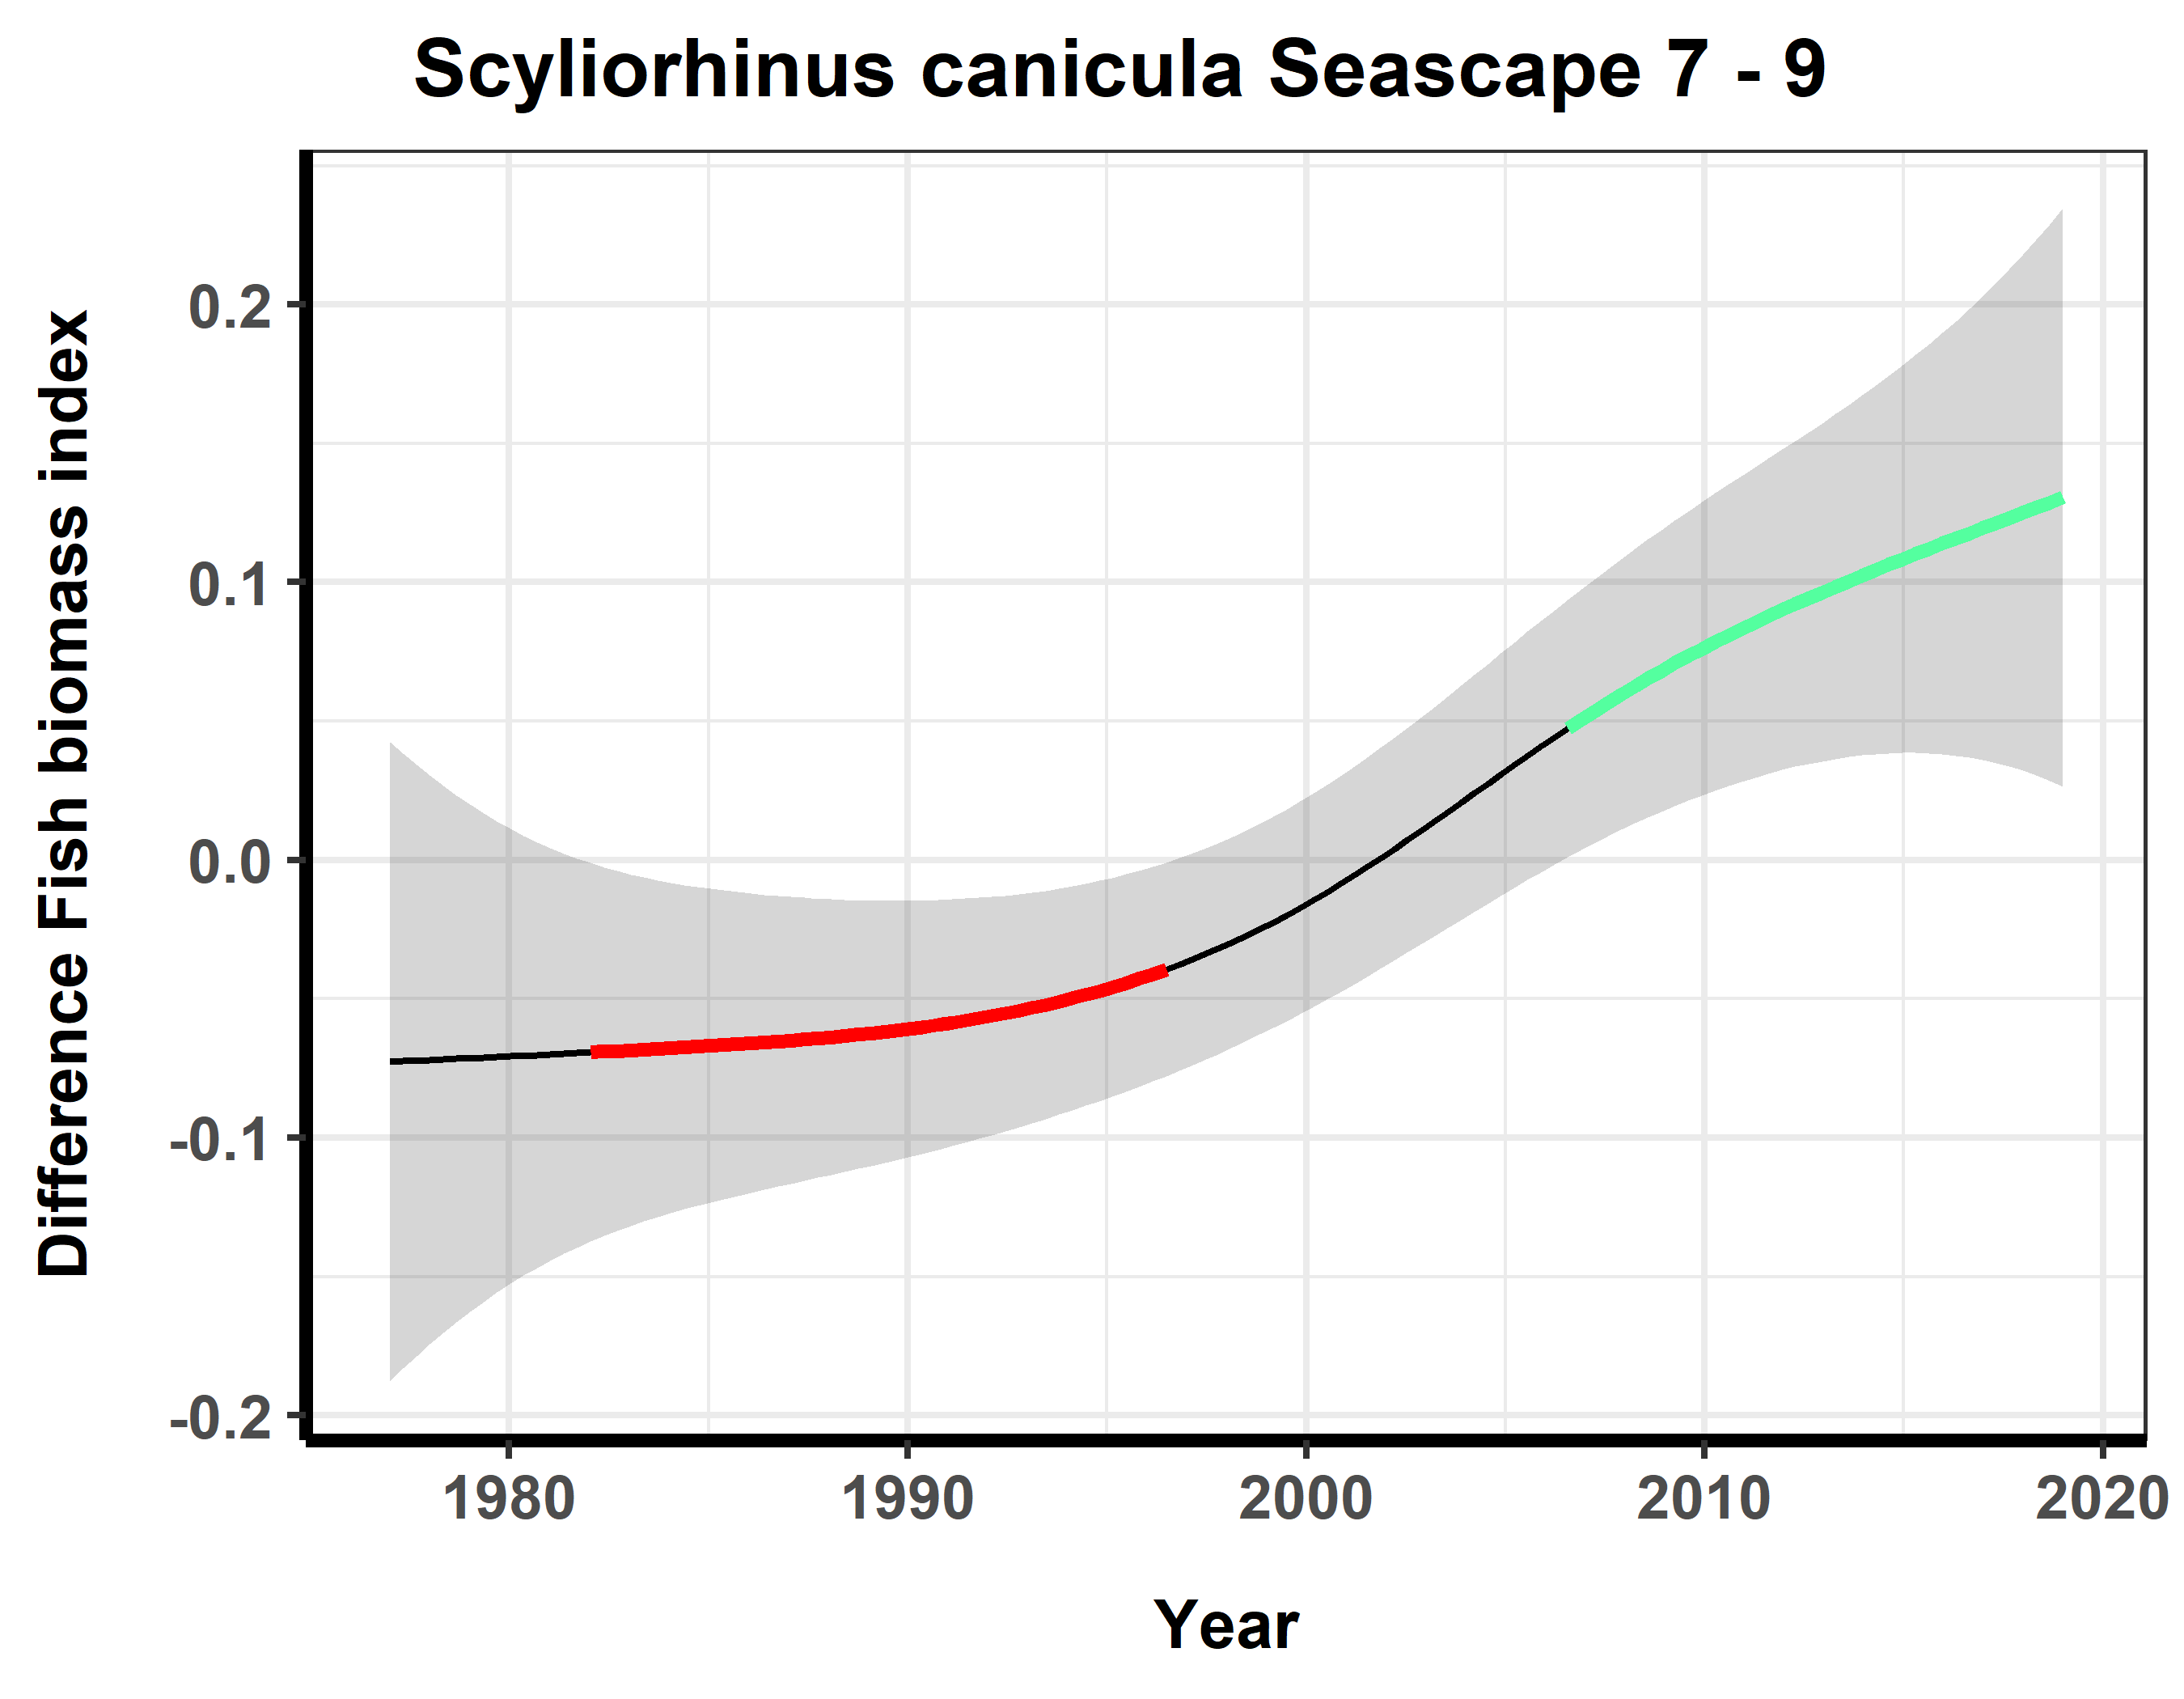 Scyliorhinus canicula Seascape 7 - 9
Difference Fish biomass index
0.2
0.1
0.0
-0.1
-0.2
1980 1990 2000 2010 2020
Year